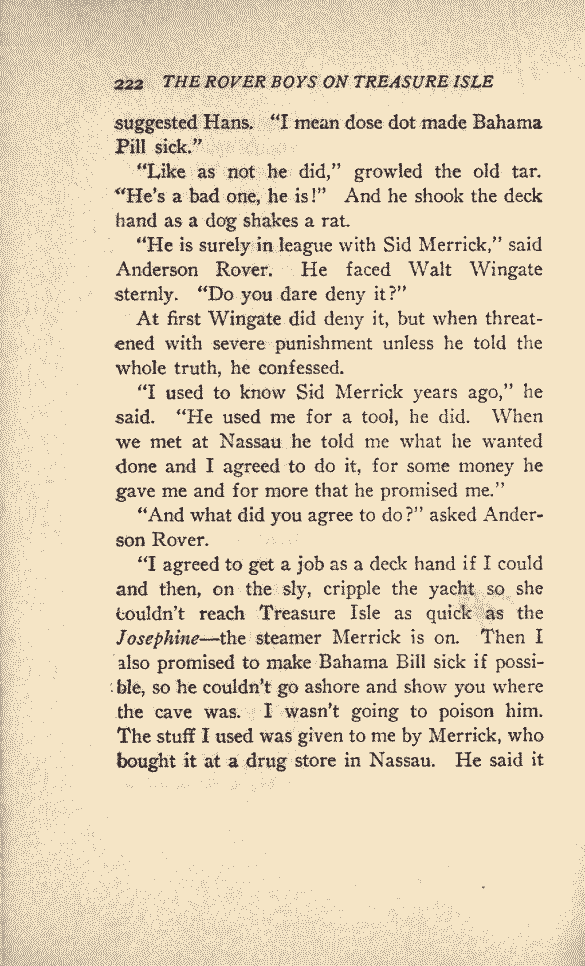 222 THE ROVER BOYS ON TREASURE ISLE
suggested Hans. “I mean dose dot made Bahama
Pill sick.”
“Like as not he did,” growled the old tar.
“He's a bad one, he is!” And he shook the deck
hand as a dog shakes a rat.
“He is surely in league with Sid Merrick,” said
Anderson Rover. He faced Walt Wingate
sternly. “Do you dare deny it?”
At first Wingate did deny it, but when threat-
ened with severe punishment unless he told the
whole truth, he confessed.
“I used to know Sid Merrick years ago,” he
said. “He used me for a tool, he did. When
we met at Nassau he told me what he wanted
done and I agreed to do it, for some money he
gave me and for more that he promised me.”
“And what did you agree to do?” asked Ander-
son Rover.
“I agreed to get a job as a deck hand if I could
and then, on the sly, cripple the yacht so she
couldn't reach Treasure Isle as quick as the
Josephine—the steamer Merrick is on. Then I
also promised to make Bahama Bill sick if possi-
ble, so he couldn't go ashore and show you where
the cave was. I wasn't going to poison him.
The stuff I used was given to me by Merrick, who
bought it at a drug store in Nassau. He said it